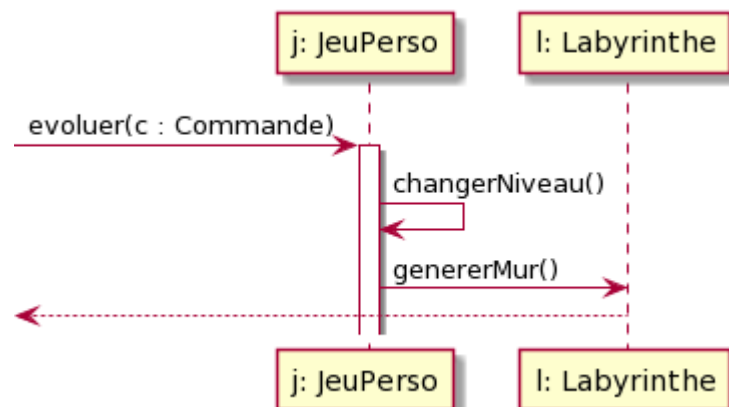 j: JeuPerso
l: Labyrinthe
evoluer(c : Commande)
changerNiveau()
genererMur()
j: JeuPerso
l: Labyrinthe